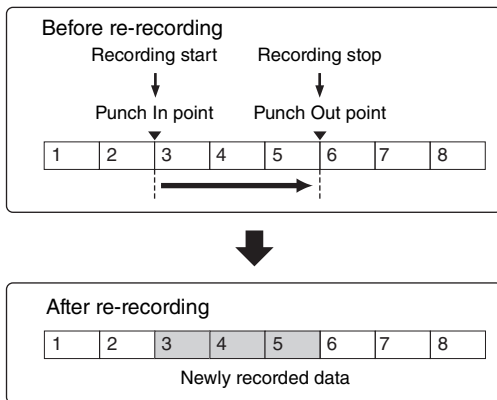 Before re-recording
Recording start Recording stop
Punch In point Punch Out point
1 2 3 4 5 6 7 8
After re-recording
1 2 3 4 5 6 7 8
Newly recorded data